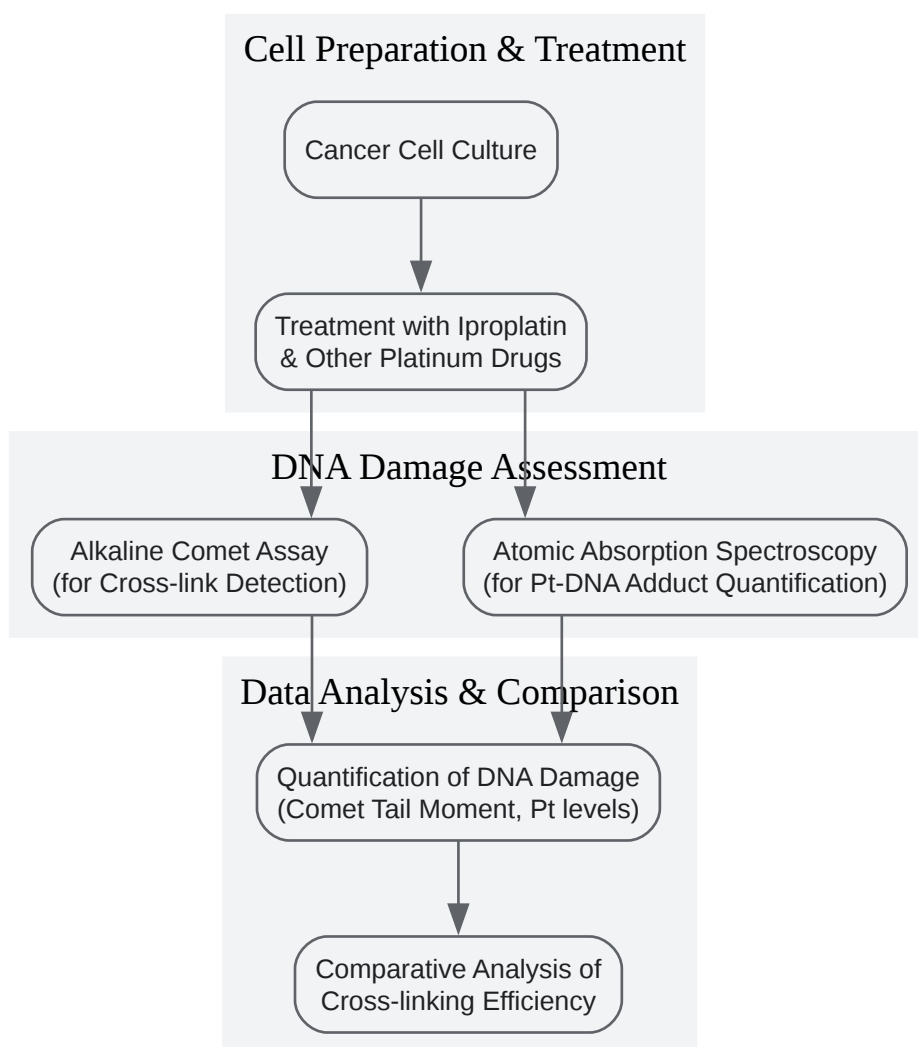 Cell Preparation & Treatment
Cancer Cell Culture
Treatment with Iproplatin
& Other Platinum Drugs
DNA Damage Assessment
Alkaline Comet Assay
(for Cross-link Detection)
Atomic Absorption Spectroscopy
(for Pt-DNA Adduct Quantification)
Data Analysis & Comparison
Quantification of DNA Damage
(Comet Tail Moment, Pt levels)
Comparative Analysis of
Cross-linking Efficiency